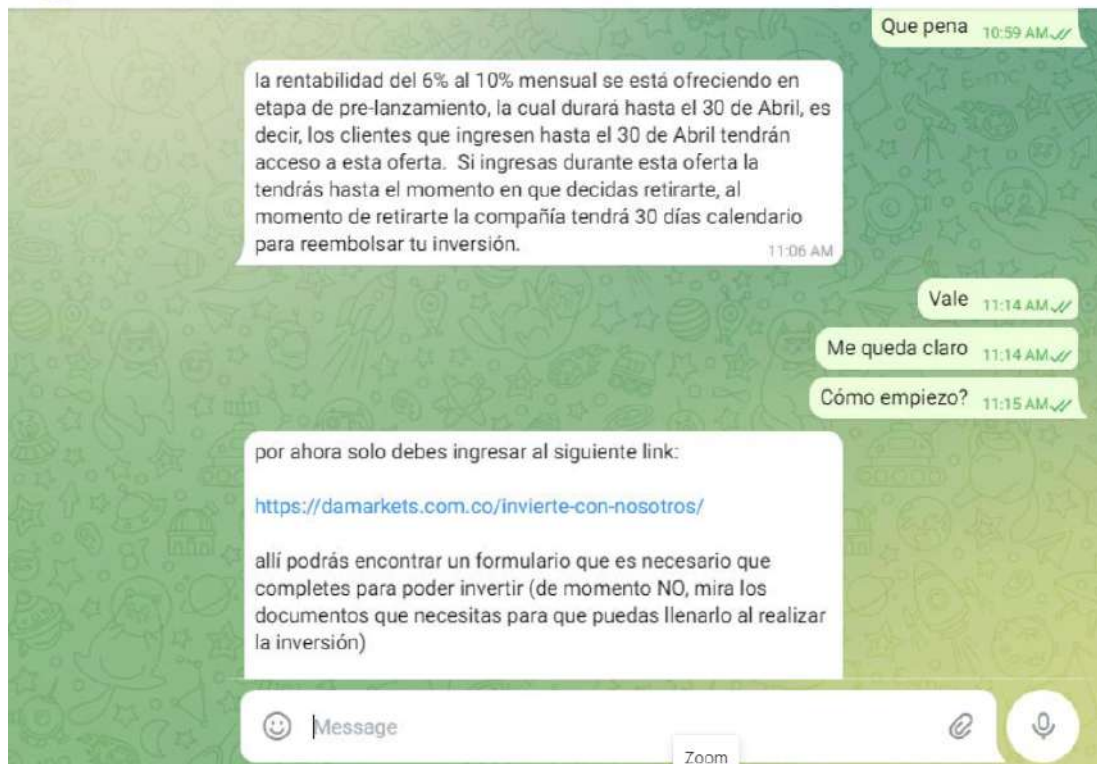 Que pena 10:59 AM
la rentabilidad del 6% al 10% mensual se está ofreciendo en
etapa de pre-lanzamiento, la cual durará hasta el 30 de Abril, es
decir, los clientes que ingresen hasta el 30 de Abril tendrán
acceso a esta oferta.  Si ingresas durante esta oferta la
tendrás hasta el momento en que decidas retirarte, al
momento de retirarte la compañía tendrá 30 días calendario
para reembolsar tu inversión. 11:06 AM
Vale 11:14 AM
Me queda claro 11:14 AM
Cómo empiezo? 11:15 AM
por ahora solo debes ingresar al siguiente link:
https://damarkets.com.co/invierte-con-nosotros/
allí podrás encontrar un formulario que es necesario que
completes para poder invertir (de momento NO, mira los
documentos que necesitas para que puedas llenarlo al realizar
la inversión)
Message
Zoom